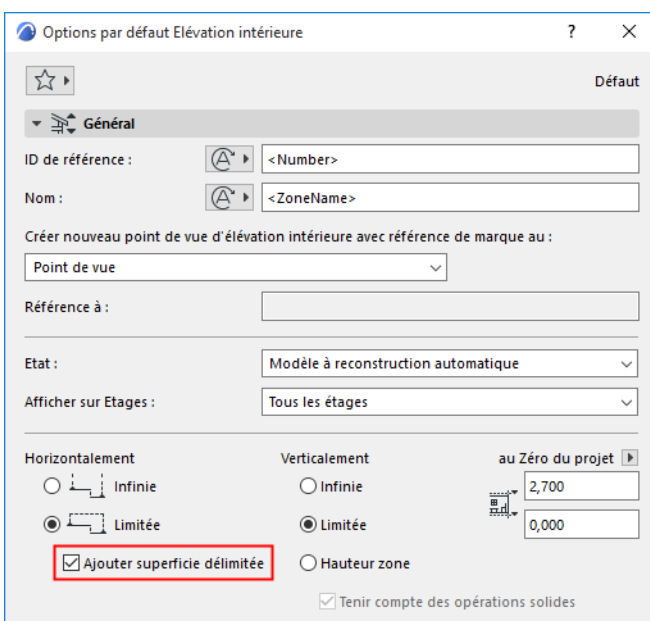 Options par défaut Elévation intérieure
?
Défaut
Général
ID de référence :
<Number>
Nom :
<ZoneName>
Créer nouveau point de vue d'élévation intérieure avec référence de marque au :
Point de vue
Référence à :
Etat :
Modèle à reconstruction automatique
Afficher sur Etages :
Tous les étages
Horizontalement
Verticalement
au Zéro du projet
Infinie
Infinie
2,700
Limitée
Limitée
0,000
Ajouter superficie délimitée
Hauteur zone
Tenir compte des opérations solides